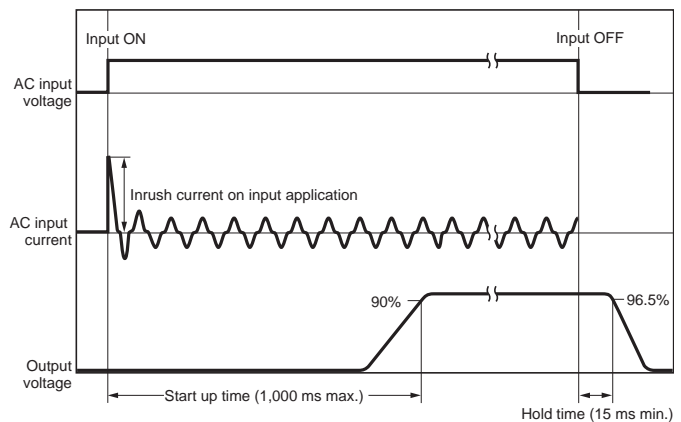 Input ON
Input OFF
AC input
voltage
Inrush current on input application
AC input
current
90%
96.5%
Output
voltage
Start up time (1,000 ms max.)
Hold time (15 ms min.)